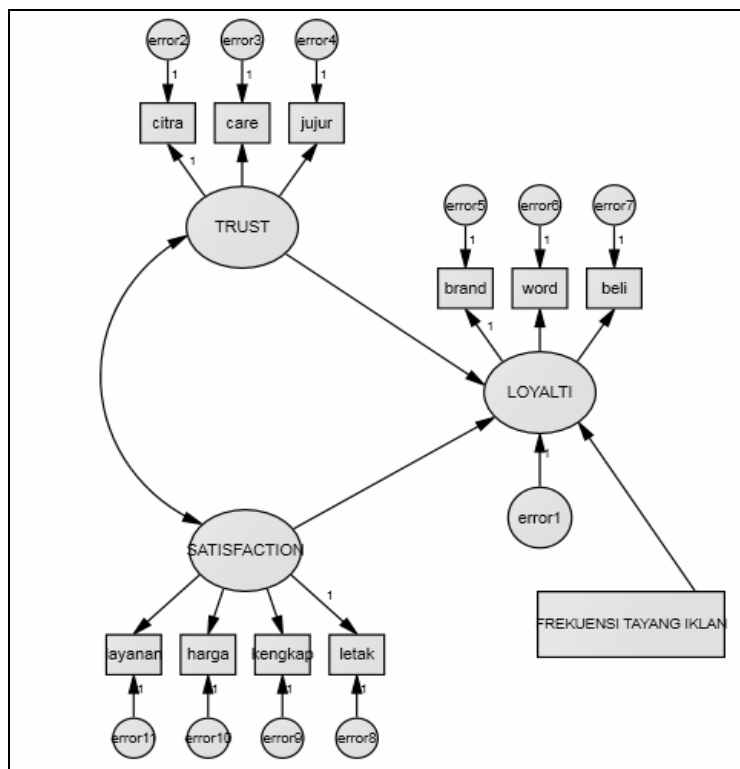 error2 error3 error4
1 1 1
citra care jujur
1
TRUST
error5 error6 error7
1 1 1
brand word beli
1
LOYALTI
1
error1
SATISFACTION
1
FREKUENSI TAYANG IKLAN
ayanan harga kengkap letak
1 1 1 1
error11 error10 error9 error8